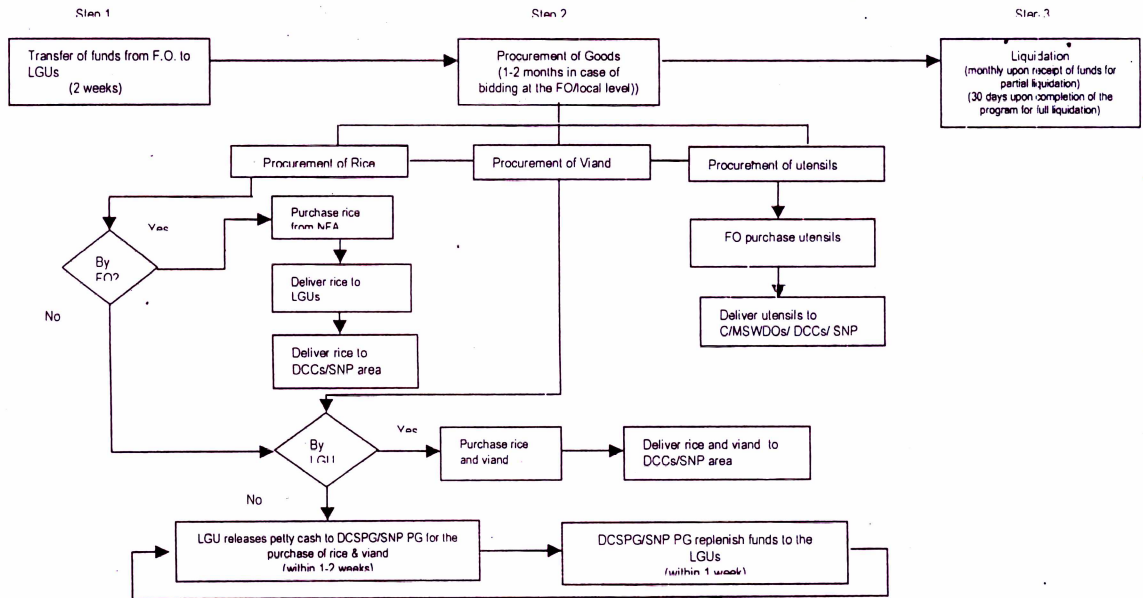 Step 1
Step 2
Step 3
Transfer of funds from F.O. to
LGUs
(2 weeks)
Procurement of Goods
(1-2 months in case of
bidding at the FO/local level))
Liquidation
(monthly upon receipt of funds for
partial liquidation)
(30 days upon completion of the
program for full liquidation)
Procurement of Rice
Procurement of Viand
Procurement of utensils
Yes
Purchase rice
from NFA
FO purchase utensils
By
FO?
Deliver rice to
LGUs
No
Deliver utensils to
C/MSWDOs/ DCCs/ SNP
Deliver rice to
DCCs/SNP area
Yes
By
LGU
Purchase rice
and viand
Deliver rice and viand to
DCCs/SNP area
No
LGU releases petty cash to DCSPG/SNP PG for the
purchase of rice & viand
(within 1-2 weeks)
DCSPG/SNP PG replenish funds to the
LGUs
(within 1 week)